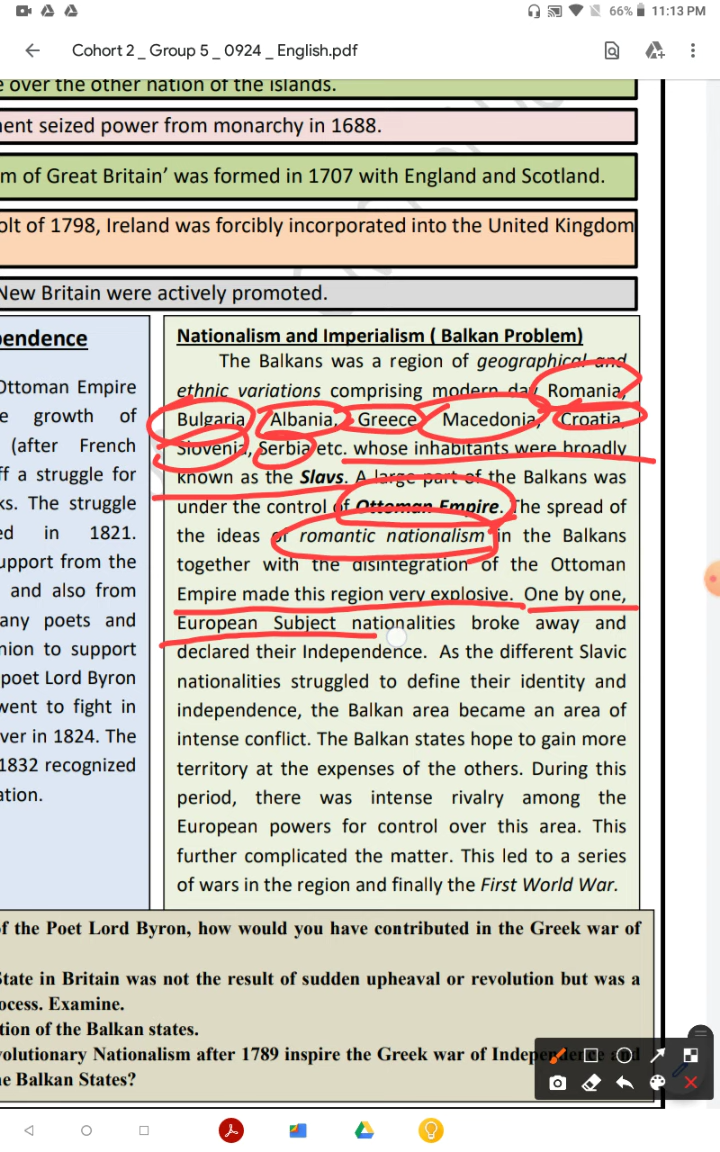 66% 11:13 PM
Cohort 2 _ Group 5 _ 0924 _ English.pdf
e over the other nation of the islands.
ent seized power from monarchy in 1688.
m of Great Britain’ was formed in 1707 with England and Scotland.
olt of 1798, Ireland was forcibly incorporated into the United Kingdom
New Britain were actively promoted.
pendence
Ottoman Empire
e growth of
(after French
ff a struggle for
ks. The struggle
ed in 1821.
upport from the
and also from
any poets and
nion to support
poet Lord Byron
went to fight in
ver in 1824. The
1832 recognized
ation.
Nationalism and Imperialism ( Balkan Problem)
The Balkans was a region of geographical and
ethnic variations comprising modern day Romania,
Bulgaria, Albania, Greece, Macedonia, Croatia,
Slovenia, Serbia etc. whose inhabitants were broadly
known as the Slavs. A large part of the Balkans was
under the control of Ottoman Empire. The spread of
the ideas of romantic nationalism in the Balkans
together with the disintegration of the Ottoman
Empire made this region very explosive. One by one,
European Subject nationalities broke away and
declared their Independence. As the different Slavic
nationalities struggled to define their identity and
independence, the Balkan area became an area of
intense conflict. The Balkan states hope to gain more
territory at the expenses of the others. During this
period, there was intense rivalry among the
European powers for control over this area. This
further complicated the matter. This led to a series
of wars in the region and finally the First World War.
of the Poet Lord Byron, how would you have contributed in the Greek war of
State in Britain was not the result of sudden upheaval or revolution but was a
ocess. Examine.
tion of the Balkan states.
volutionary Nationalism after 1789 inspire the Greek war of Independence and
e Balkan States?